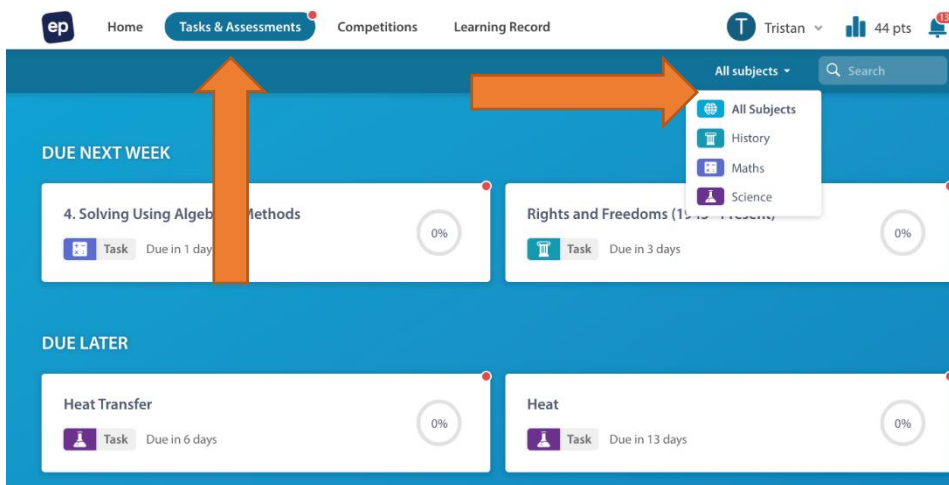 ep Home Tasks & Assessments Competitions Learning Record T Tristan 44 pts 13
All subjects Search
All Subjects
History
Maths
Science
DUE NEXT WEEK
4. Solving Using Methods
Task Due in 1 day
0%
Rights and Freedoms
Task Due in 3 days
0%
DUE LATER
Heat Transfer
Task Due in 6 days
0%
Heat
Task Due in 13 days
0%